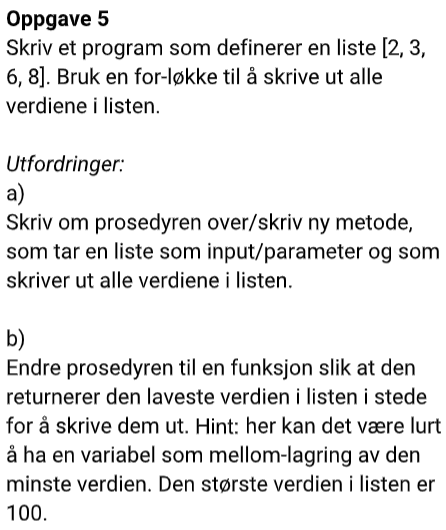 Oppgave 5
Skriv et program som definerer en liste [2, 3,
6, 8]. Bruk en for-løkke til å skrive ut alle
verdiene i listen.
Utfordringer:
a)
Skriv om prosedyren over/skriv ny metode,
som tar en liste som input/parameter og som
skriver ut alle verdiene i listen.
b)
Endre prosedyren til en funksjon slik at den
returnerer den laveste verdien i listen i stede
for å skrive dem ut. Hint: her kan det være lurt
å ha en variabel som mellom-lagring av den
minste verdien. Den største verdien i listen er
100.